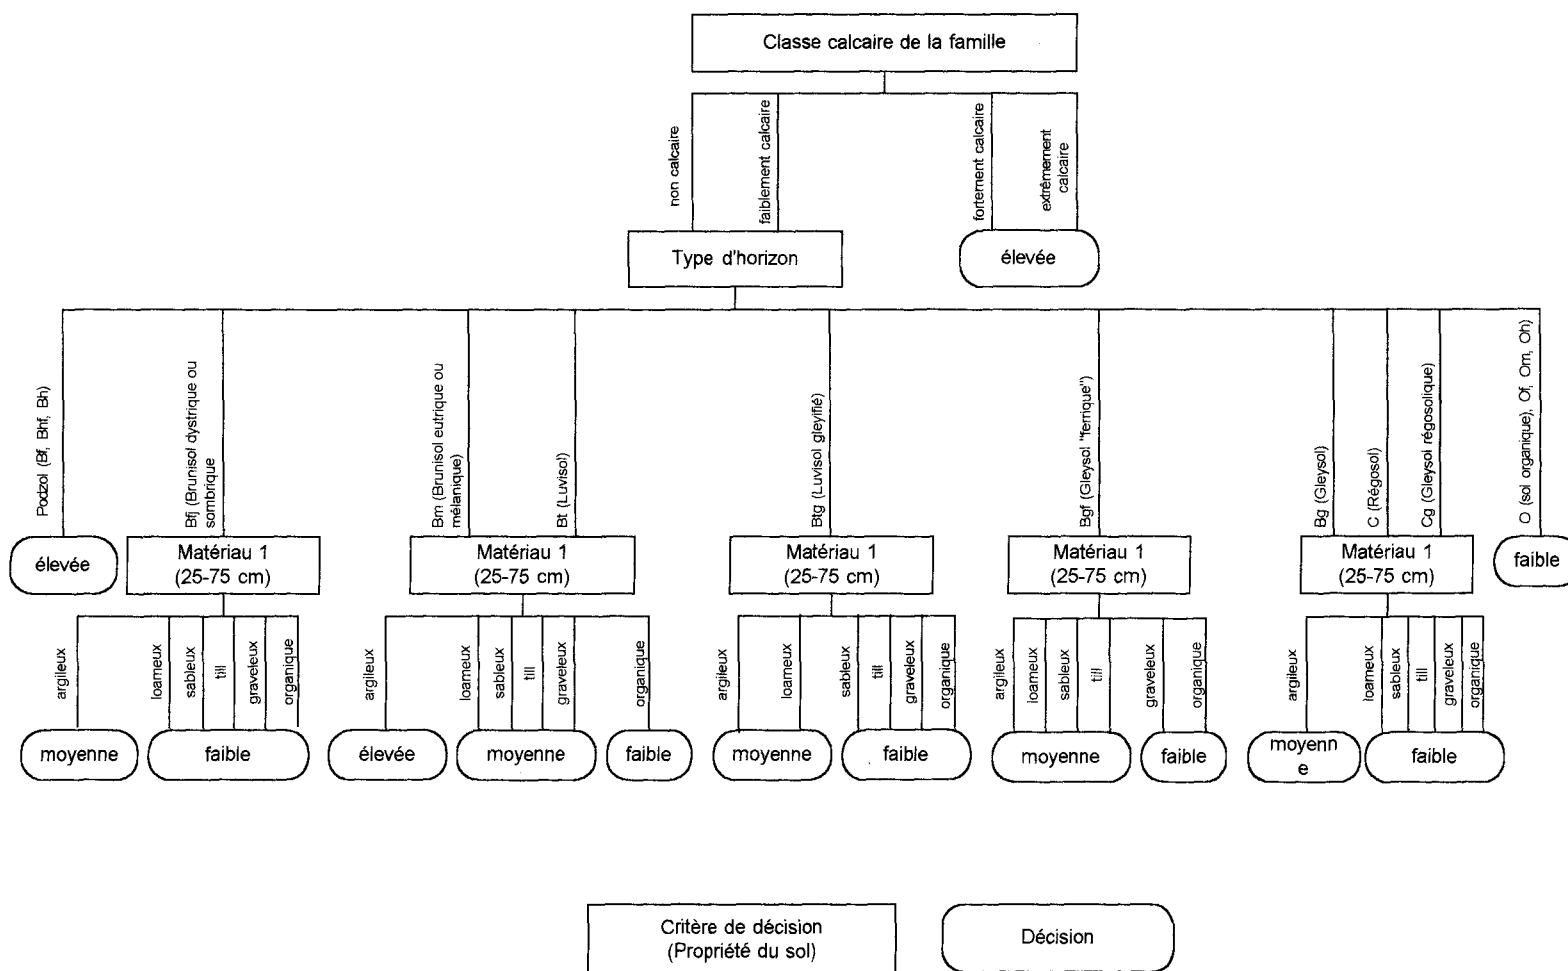 Classe calcaire de la famille
non calcaire
faiblement calcaire
fortement calcaire
extrêmement
calcaire
Type d'horizon
élevée
Podzol (Bf, Bhf, Bh)
Bfj (Brunisol dystrique ou
sombrique
Bm (Brunisol eutrique ou
mélanique)
Bt (Luvisol)
Btg (Luvisol gleyifié)
Bgf (Gleysol "ferrique")
Bg (Gleysol)
C (Régosol)
Cg (Gleysol régosolique)
O (sol organique), Of, Om, Oh)
élevée
Matériau 1
(25-75 cm)
Matériau 1
(25-75 cm)
Matériau 1
(25-75 cm)
Matériau 1
(25-75 cm)
Matériau 1
(25-75 cm)
faible
argileux
loameux
sableux
till
graveleux
organique
argileux
loameux
sableux
till
graveleux
organique
argileux
loameux
sableux
till
graveleux
organique
argileux
loameux
sableux
till
graveleux
organique
argileux
loameux
sableux
till
graveleux
organique
moyenne
faible
élevée
moyenne
faible
moyenne
faible
moyenne
faible
moyenn
e
faible
Critère de décision
(Propriété du sol)
Décision